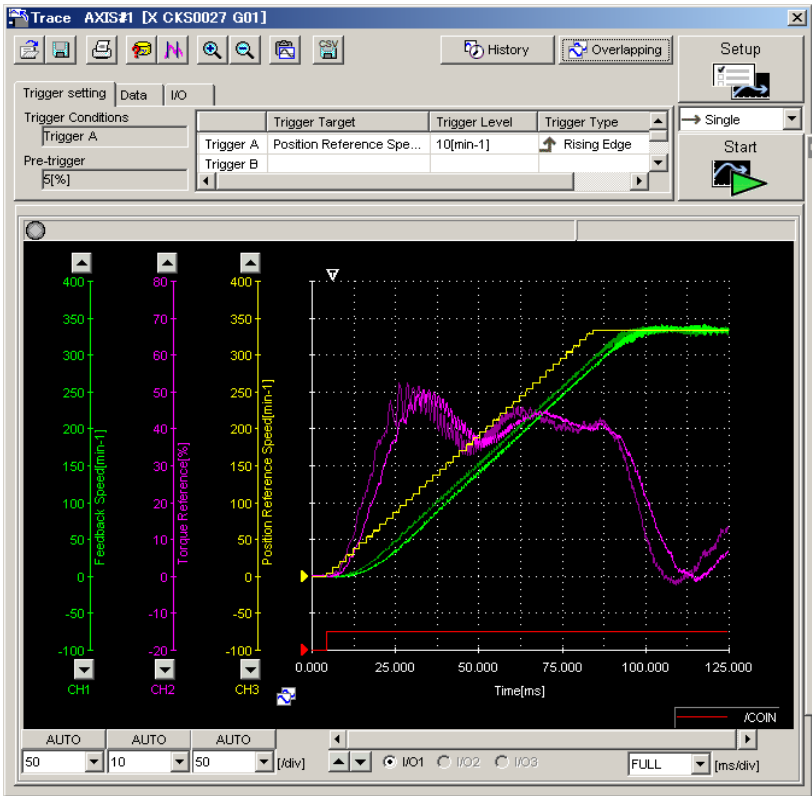 Trace AXIS#1 [X CKS0027 G01]
CSV
History
Overlapping
Setup
Trigger setting
Data
I/O
Trigger Conditions
Trigger A
Pre-trigger
5[%]
Trigger Target
Trigger Level
Trigger Type
Trigger A
Position Reference Spe...
10[min-1]
Rising Edge
Trigger B
Single
Start
T
400
350
300
250
200
150
100
50
0
-50
-100
Feedback Speed[min-1]
CH1
80
70
60
50
40
30
20
10
0
-10
-20
Torque Reference[%]
CH2
400
350
300
250
200
150
100
50
0
-50
-100
Position Reference Speed[min-1]
CH3
0.000
25.000
50.000
75.000
100.000
125.000
Time[ms]
/COIN
AUTO
AUTO
AUTO
50
10
50
[/div]
I/O1
I/O2
I/O3
FULL
[ms/div]